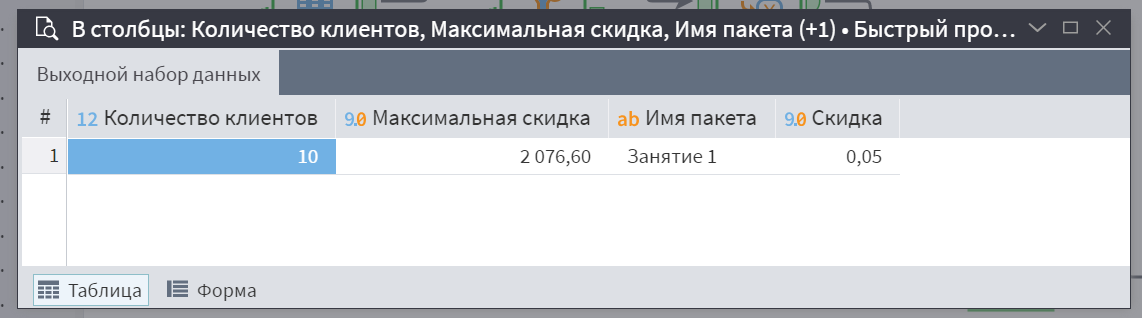 В столбцы: Количество клиентов, Максимальная скидка, Имя пакета (+1) • Быстрый про...
Выходной набор данных
# 12 Количество клиентов 9.0 Максимальная скидка ab Имя пакета 9.0 Скидка
1 10 2 076,60 Занятие 1 0,05
Таблица Форма